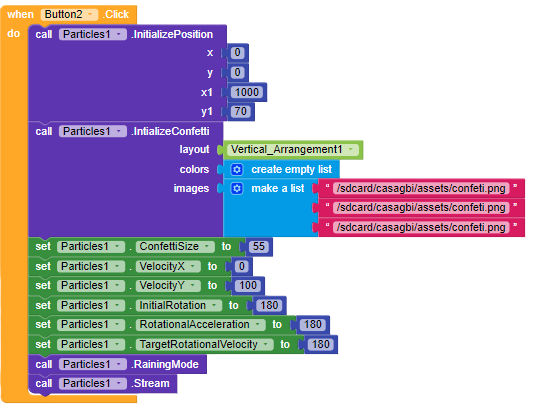 when Button2 .Click
do call Particles1 .InitializePosition
x 0
y 0
x1 1000
y1 70
call Particles1 .IntializeConfetti
layout Vertical_Arrangement1
colors create empty list
images make a list “ /sdcard/casagbi/assets/confeti.png ”
“ /sdcard/casagbi/assets/confeti.png ”
“ /sdcard/casagbi/assets/confeti.png ”
set Particles1 . ConfettiSize to 55
set Particles1 . VelocityX to 0
set Particles1 . VelocityY to 100
set Particles1 . InitialRotation to 180
set Particles1 . RotationalAcceleration to 180
set Particles1 . TargetRotationalVelocity to 180
call Particles1 .RainingMode
call Particles1 .Stream